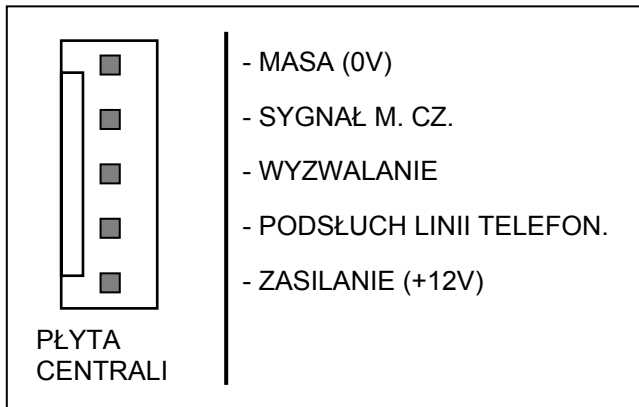 - MASA (0V)
- SYGNAŁ M. CZ.
- WYZWALANIE
- PODSŁUCH LINII TELEFON.
- ZASILANIE (+12V)
PŁYTA
CENTRALI